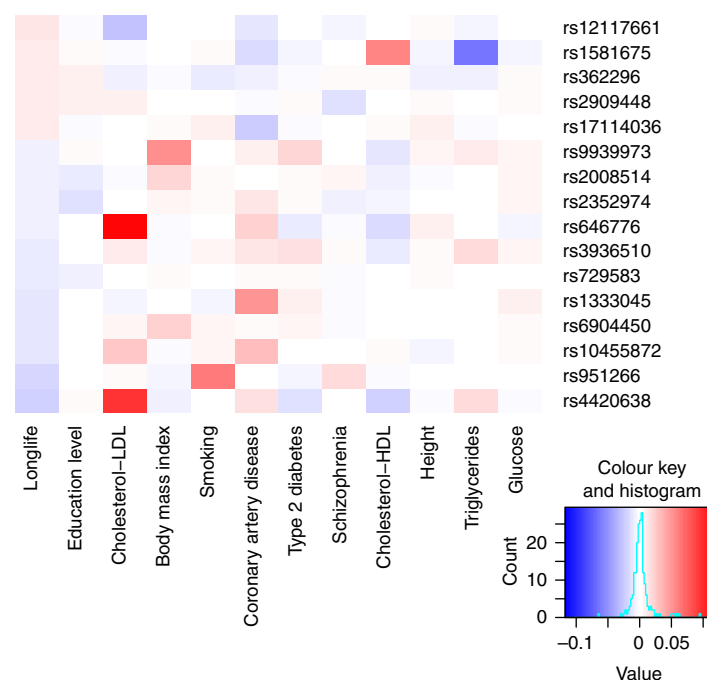 rs12117661
rs1581675
rs362296
rs2909448
rs17114036
rs9939973
rs2008514
rs2352974
rs646776
rs3936510
rs729583
rs1333045
rs6904450
rs10455872
rs951266
rs4420638
Longlife
Education level
Cholesterol–LDL
Body mass index
Smoking
Coronary artery disease
Type 2 diabetes
Schizophrenia
Cholesterol–HDL
Height
Triglycerides
Glucose
Colour key
and histogram
Count
20
10
0
–0.1 0 0.05
Value